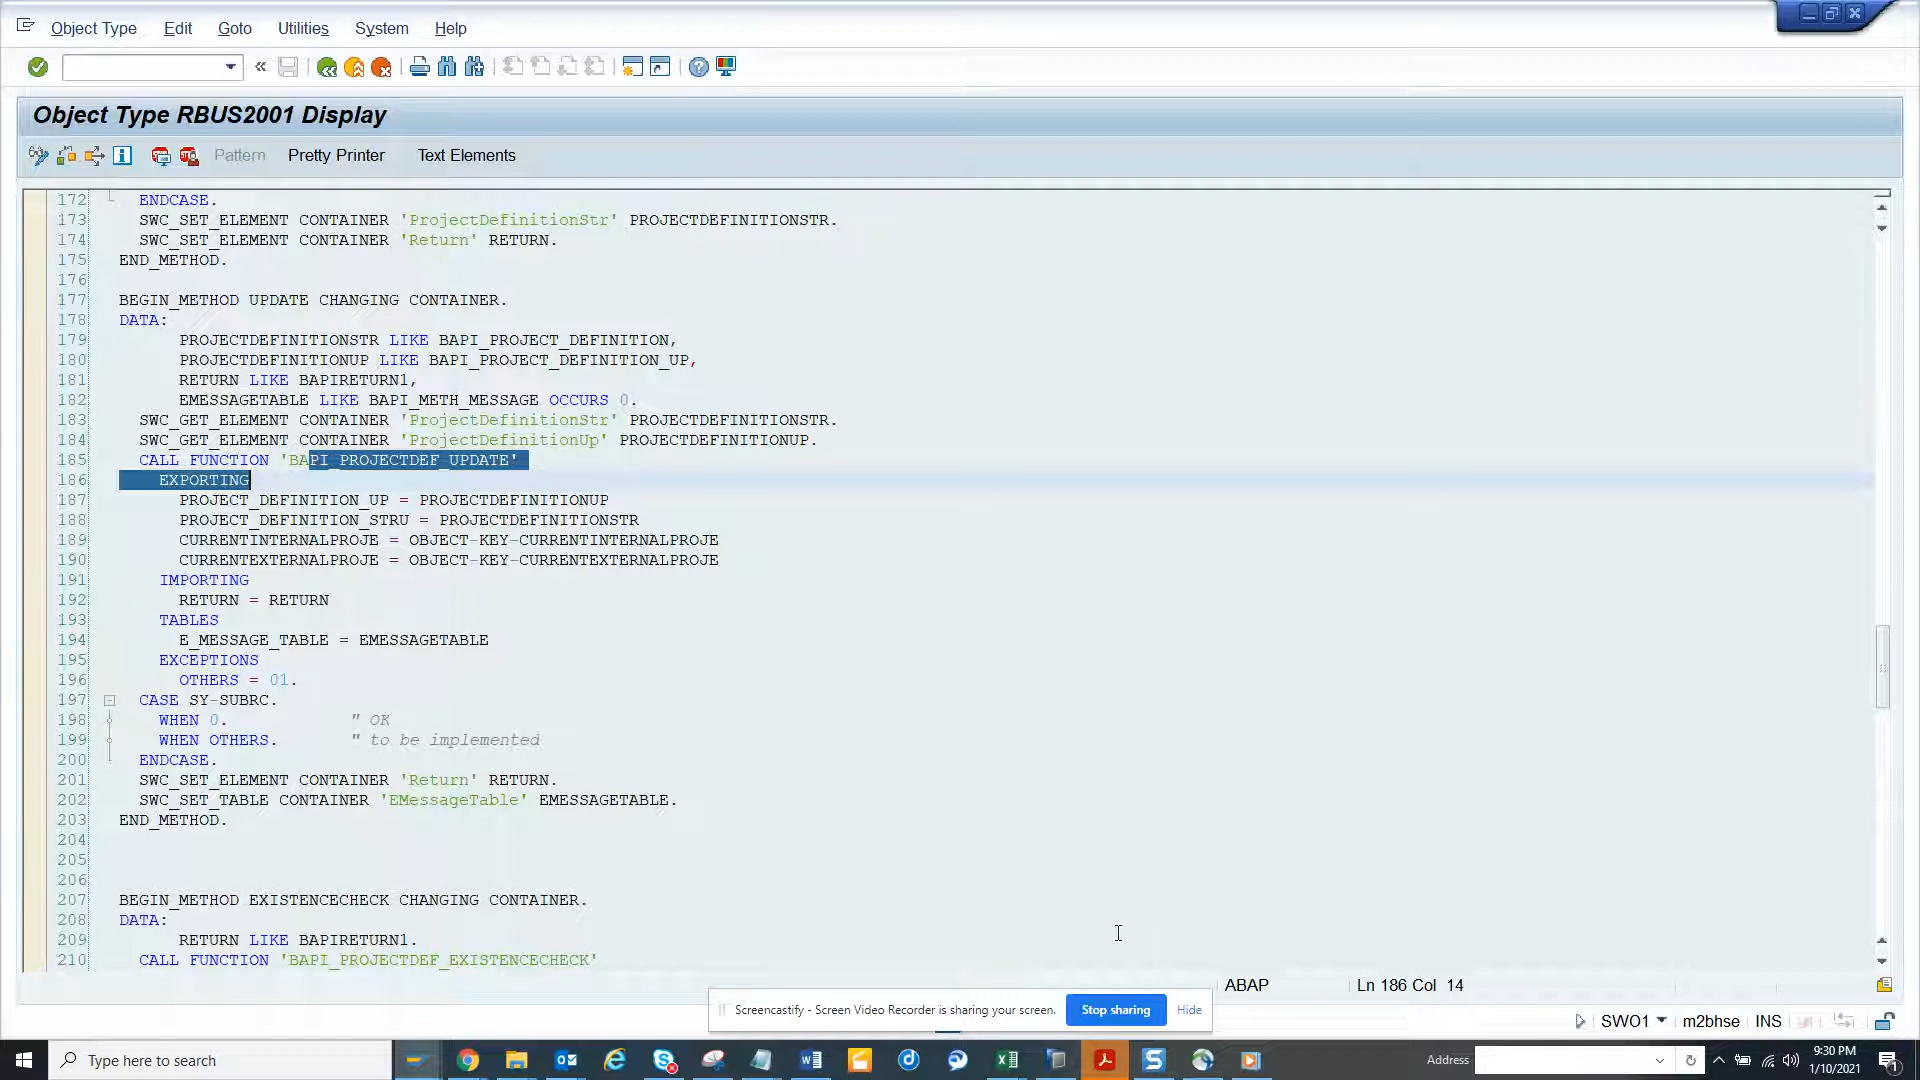 Object Type Edit Goto Utilities System Help
Object Type RBUS2001 Display
Pattern Pretty Printer Text Elements
172 ENDCASE.
173 SWC_SET_ELEMENT CONTAINER 'ProjectDefinitionStr' PROJECTDEFINITIONSTR.
174 SWC_SET_ELEMENT CONTAINER 'Return' RETURN.
175 END_METHOD.
176
177 BEGIN_METHOD UPDATE CHANGING CONTAINER.
178 DATA:
179 PROJECTDEFINITIONSTR LIKE BAPI_PROJECT_DEFINITION,
180 PROJECTDEFINITIONUP LIKE BAPI_PROJECT_DEFINITION_UP,
181 RETURN LIKE BAPIRETURN1,
182 EMESSAGETABLE LIKE BAPI_METH_MESSAGE OCCURS 0.
183 SWC_GET_ELEMENT CONTAINER 'ProjectDefinitionStr' PROJECTDEFINITIONSTR.
184 SWC_GET_ELEMENT CONTAINER 'ProjectDefinitionUp' PROJECTDEFINITIONUP.
185 CALL FUNCTION 'BAPI_PROJECTDEF_UPDATE'
186 EXPORTING
187 PROJECT_DEFINITION_UP = PROJECTDEFINITIONUP
188 PROJECT_DEFINITION_STRU = PROJECTDEFINITIONSTR
189 CURRENTINTERNALPROJE = OBJECT-KEY-CURRENTINTERNALPROJE
190 CURRENTEXTERNALPROJE = OBJECT-KEY-CURRENTEXTERNALPROJE
191 IMPORTING
192 RETURN = RETURN
193 TABLES
194 E_MESSAGE_TABLE = EMESSAGETABLE
195 EXCEPTIONS
196 OTHERS = 01.
197 CASE SY-SUBRC.
198 WHEN 0. " OK
199 WHEN OTHERS. " to be implemented
200 ENDCASE.
201 SWC_SET_ELEMENT CONTAINER 'Return' RETURN.
202 SWC_SET_TABLE CONTAINER 'EMessageTable' EMESSAGETABLE.
203 END_METHOD.
204
205
206
207 BEGIN_METHOD EXISTENCECHECK CHANGING CONTAINER.
208 DATA:
209 RETURN LIKE BAPIRETURN1.
210 CALL FUNCTION 'BAPI_PROJECTDEF_EXISTENCECHECK'
ABAP Ln 186 Col 14
Screencastify - Screen Video Recorder is sharing your screen. Stop sharing Hide
SWO1 m2bhse INS
Type here to search Address 9:30 PM
1/10/2021